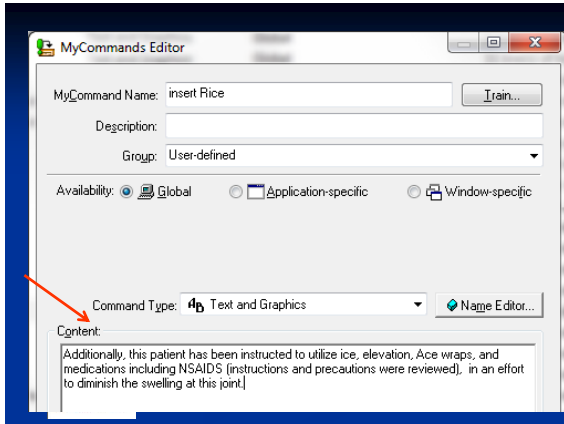 MyCommands Editor
MyCommand Name: insert Rice Train...
Description:
Group: User-defined
Availability: Global Application-specific Window-specific
Command Type: Text and Graphics Name Editor...
Content:
Additionally, this patient has been instructed to utilize ice, elevation, Ace wraps, and
medications including NSAIDS (instructions and precautions were reviewed), in an effort
to diminish the swelling at this joint.